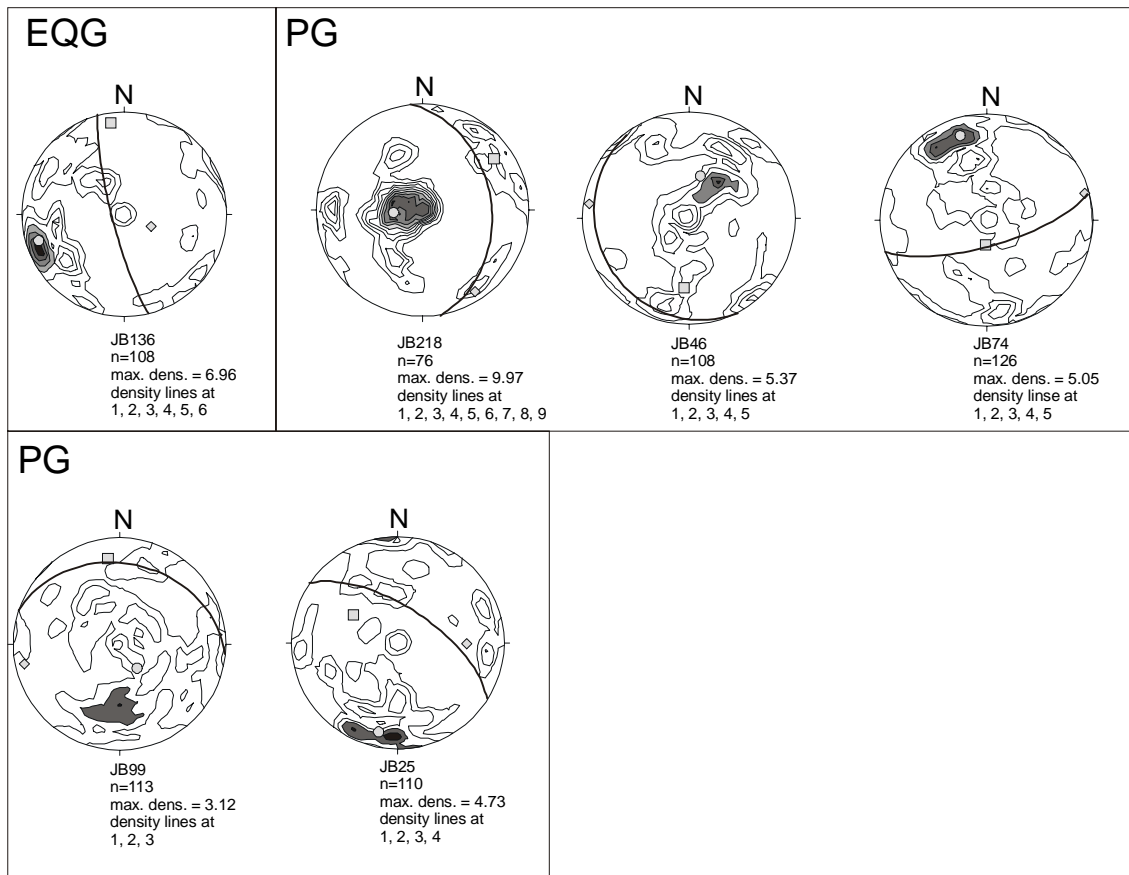 EQG
N
JB136
n=108
max. dens. = 6.96
density lines at
1, 2, 3, 4, 5, 6
PG
N
JB218
n=76
max. dens. = 9.97
density lines at
1, 2, 3, 4, 5, 6, 7, 8, 9
N
JB46
n=108
max. dens. = 5.37
density lines at
1, 2, 3, 4, 5
N
JB74
n=126
max. dens. = 5.05
density linse at
1, 2, 3, 4, 5
PG
N
JB99
n=113
max. dens. = 3.12
density lines at
1, 2, 3
N
JB25
n=110
max. dens. = 4.73
density lines at
1, 2, 3, 4